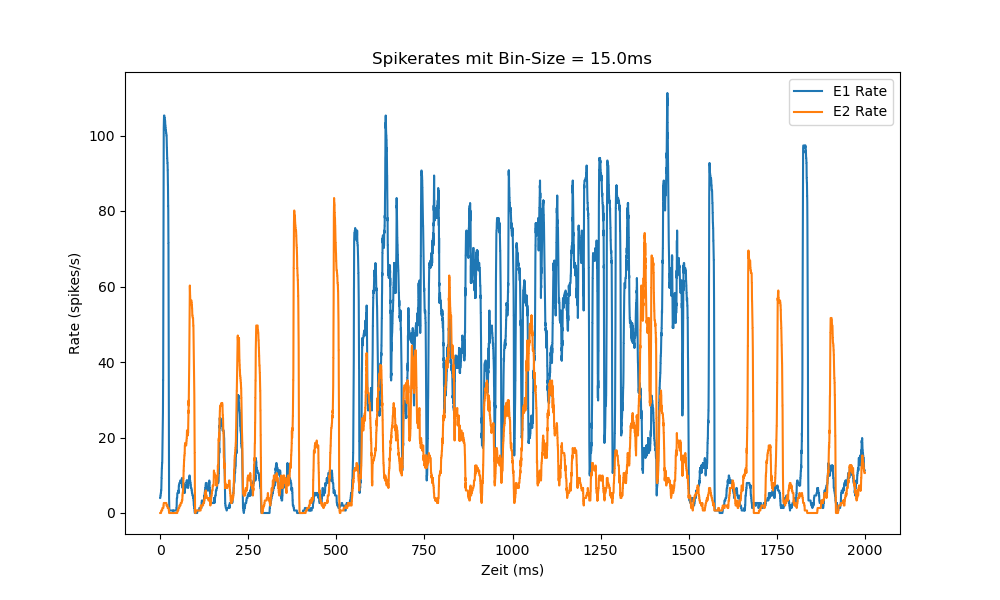 Spikerates mit Bin-Size = 15.0ms
E1 Rate
E2 Rate
Rate (spikes/s)
100
80
60
40
20
0
0 250 500 750 1000 1250 1500 1750 2000
Zeit (ms)